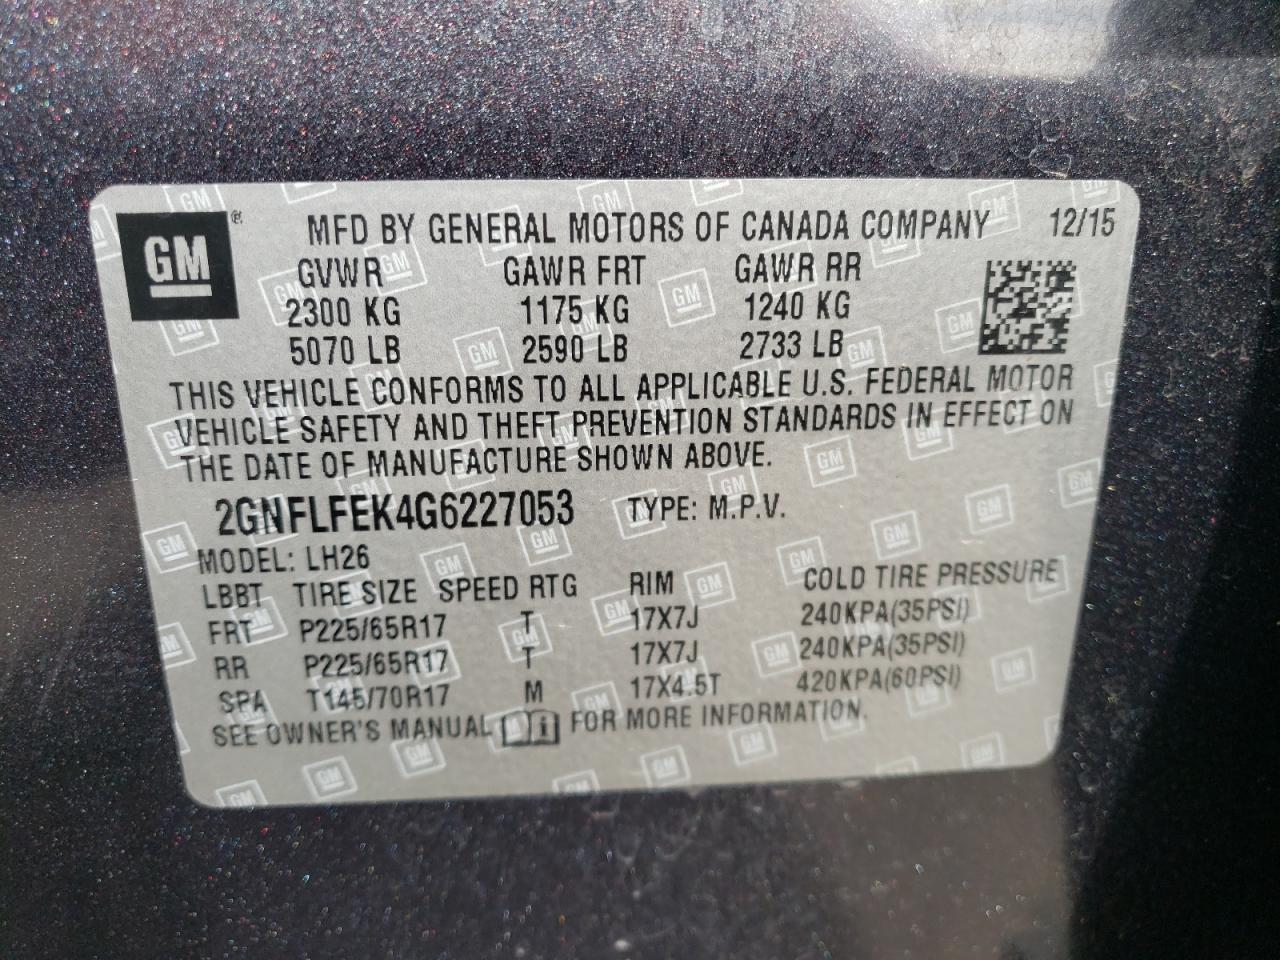 GM ® MFD BY GENERAL MOTORS OF CANADA COMPANY 12/15
GVWR GAWR FRT GAWR RR
2300 KG 1175 KG 1240 KG
5070 LB 2590 LB 2733 LB
THIS VEHICLE CONFORMS TO ALL APPLICABLE U.S. FEDERAL MOTOR
VEHICLE SAFETY AND THEFT PREVENTION STANDARDS IN EFFECT ON
THE DATE OF MANUFACTURE SHOWN ABOVE.
2GNFLFEK4G6227053 TYPE: M.P.V.
MODEL: LH26
LBBT TIRE SIZE SPEED RTG RIM COLD TIRE PRESSURE
FRT P225/65R17 T 17X7J 240KPA(35PSI)
RR P225/65R17 T 17X7J 240KPA(35PSI)
SPA T145/70R17 M 17X4.5T 420KPA(60PSI)
SEE OWNER'S MANUAL i FOR MORE INFORMATION.